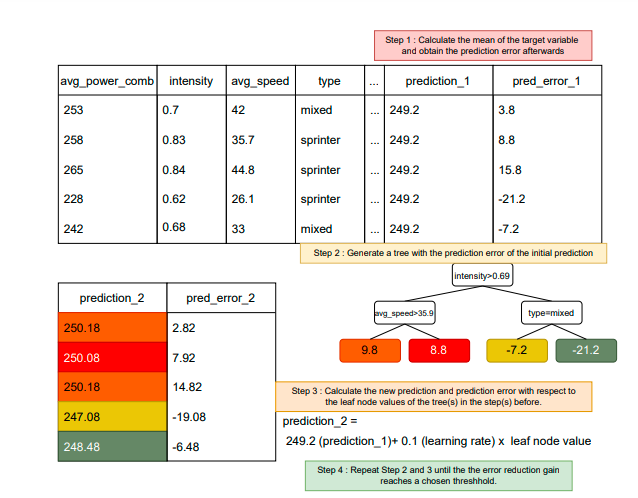 Step 1 : Calculate the mean of the target variable
and obtain the prediction error afterwards
avg_power_comb intensity avg_speed type ... prediction_1 pred_error_1
253 0.7 42 mixed ... 249.2 3.8
258 0.83 35.7 sprinter ... 249.2 8.8
265 0.84 44.8 sprinter ... 249.2 15.8
228 0.62 26.1 sprinter ... 249.2 -21.2
242 0.68 33 mixed ... 249.2 -7.2
Step 2 : Generate a tree with the prediction error of the initial prediction
intensity>0.69
avg_speed>35.9 type=mixed
9.8 8.8 -7.2 -21.2
prediction_2 pred_error_2
250.18 2.82
250.08 7.92
250.18 14.82
247.08 -19.08
248.48 -6.48
Step 3 : Calculate the new prediction and prediction error with respect to
the leaf node values of the tree(s) in the step(s) before.
prediction_2 =
249.2 (prediction_1)+ 0.1 (learning rate) x leaf node value
Step 4 : Repeat Step 2 and 3 until the the error reduction gain
reaches a chosen threshhold.